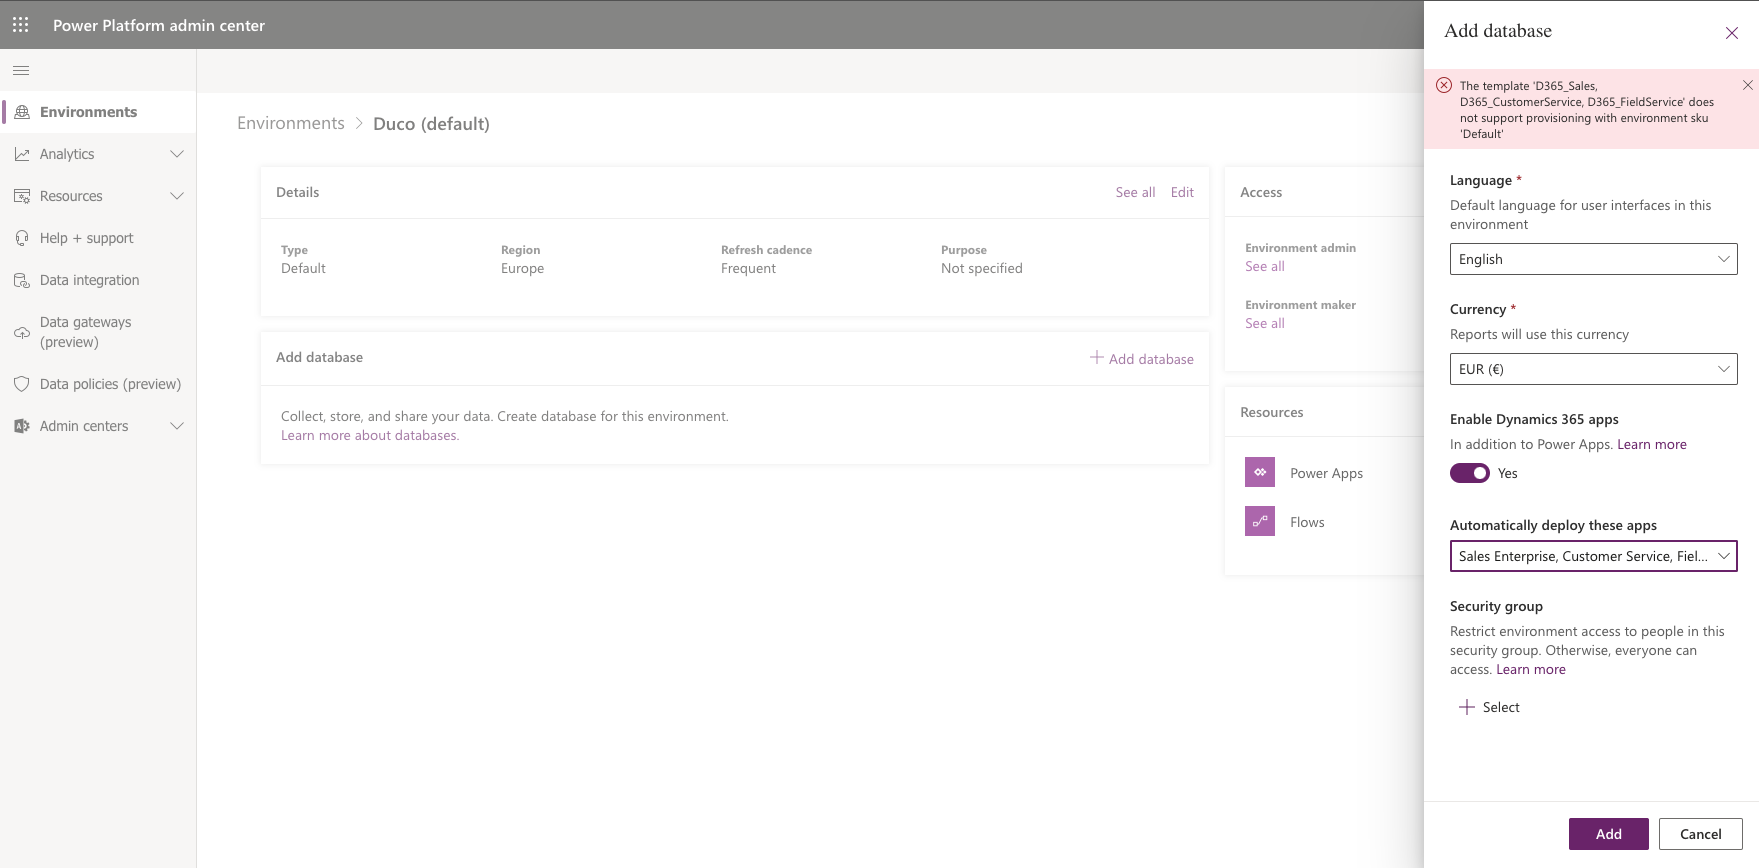 Power Platform admin center
Environments
Analytics
Resources
Help + support
Data integration
Data gateways
(preview)
Data policies (preview)
Admin centers
Environments > Duco (default)
Details
See all Edit
Type
Default
Region
Europe
Refresh cadence
Frequent
Purpose
Not specified
Add database
+ Add database
Collect, store, and share your data. Create database for this environment.
Learn more about databases.
Access
Environment admin
See all
Environment maker
See all
Resources
Power Apps
Flows
Add database
The template 'D365_Sales,
D365_CustomerService, D365_FieldService' does
not support provisioning with environment sku
'Default'
Language *
Default language for user interfaces in this
environment
English
Currency *
Reports will use this currency
EUR (€)
Enable Dynamics 365 apps
In addition to Power Apps. Learn more
Yes
Automatically deploy these apps
Sales Enterprise, Customer Service, Fiel...
Security group
Restrict environment access to people in this
security group. Otherwise, everyone can
access. Learn more
+ Select
Add
Cancel